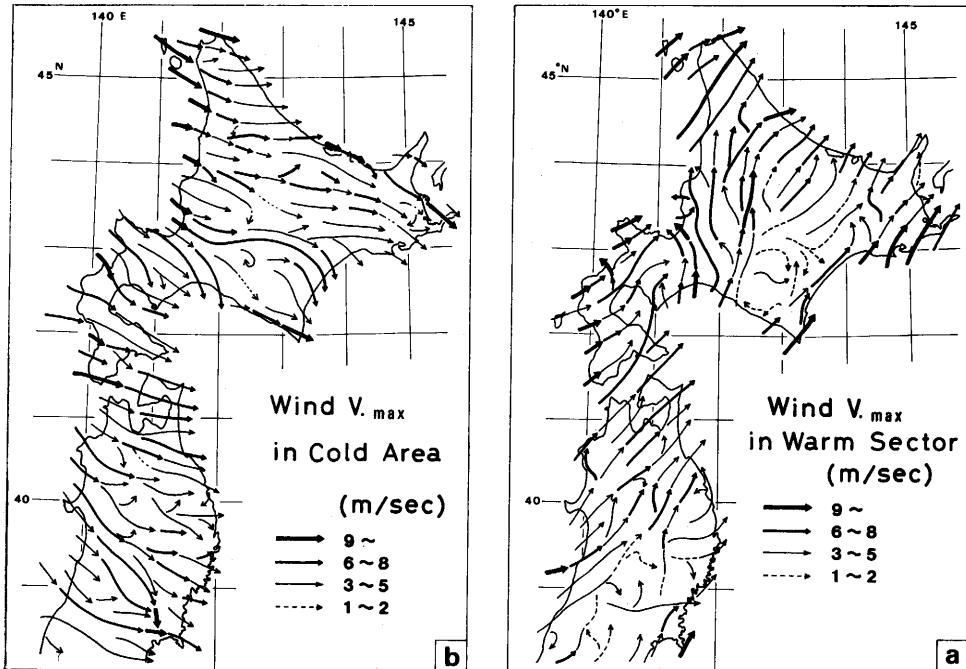 140 E
145
45 N
40
Wind V. max
in Cold Area
(m/sec)
9 ~
6 ~ 8
3 ~ 5
1 ~ 2
b
140° E
145
45 °N
40
Wind V. max
in Warm Sector
(m/sec)
9 ~
6 ~ 8
3 ~ 5
1 ~ 2
a